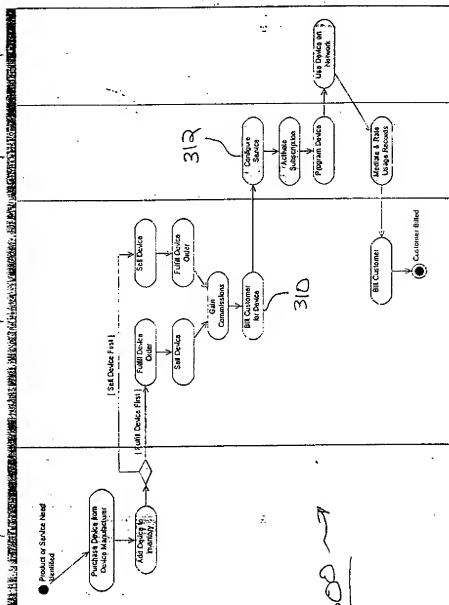 Product or Service Need
Identified
Purchase Device from
Device Manufacturer
Add Device to
Inventory
[ Sell Device First ]
[ Fulfill Device First ]
Fulfill Device
Order
Sell Device
Sell Device
Fulfill Device
Order
Gain
Commissions
Bill Customer
for Device
310
312
Configure
Service
Activate
Subscription
Program Device
Use Device on
Network
Mediate & Rate
Usage Records
Bill Customer
Customer Billed